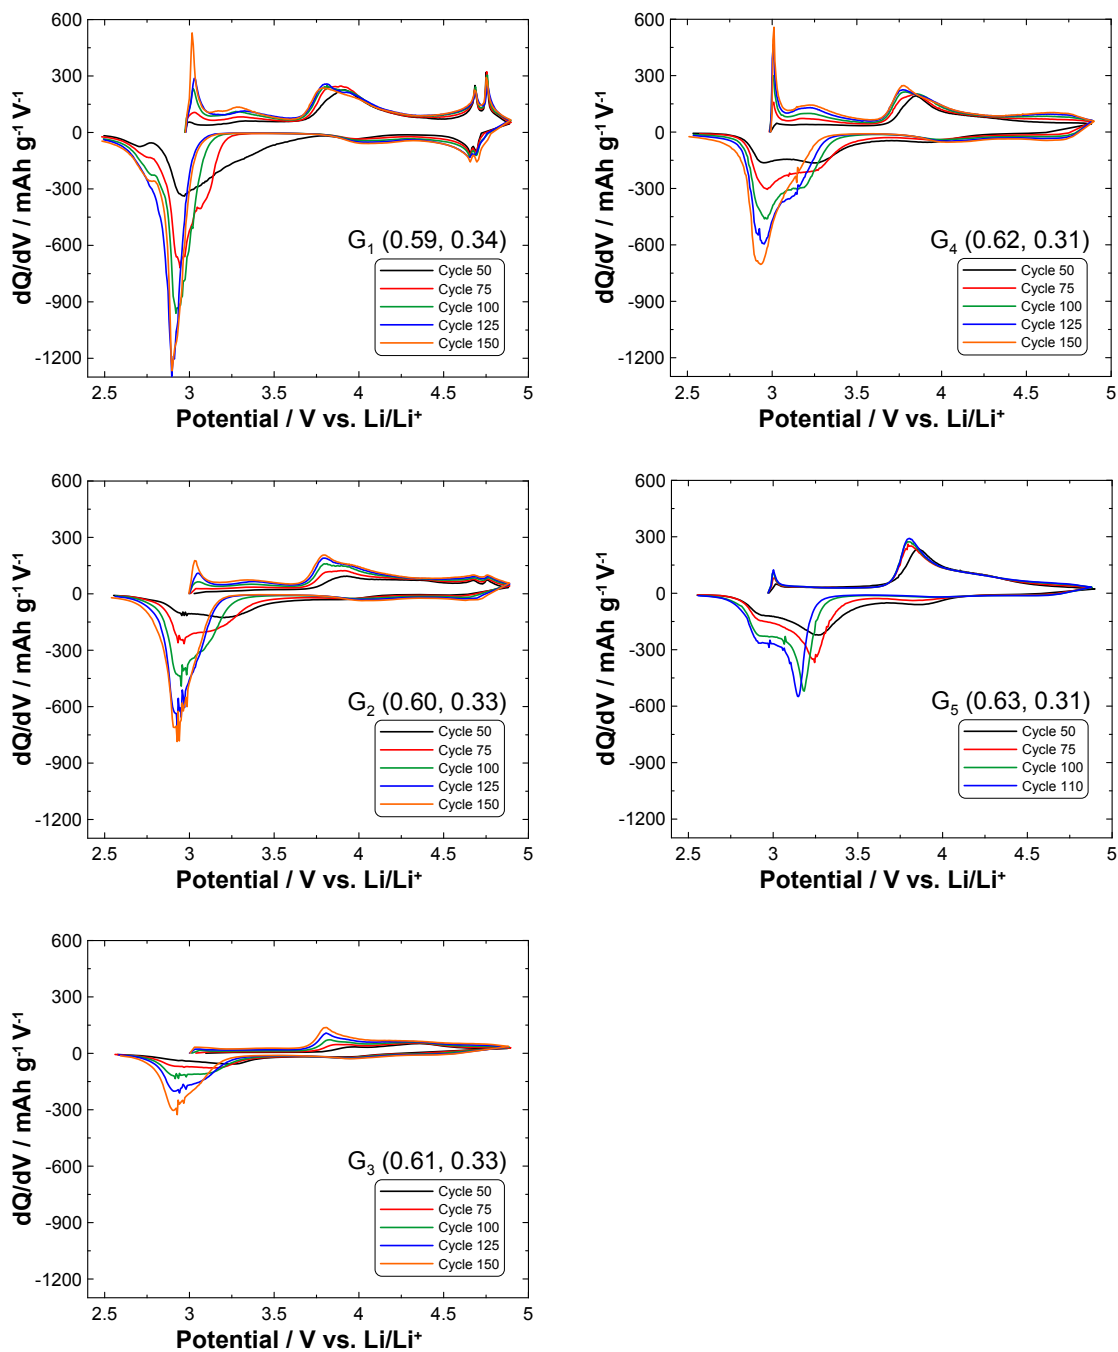 600
300
0
-300
-600
-900
-1200
dQ/dV / mAh g⁻¹ V⁻¹
G₁ (0.59, 0.34)
Cycle 50
Cycle 75
Cycle 100
Cycle 125
Cycle 150
2.5 3 3.5 4 4.5 5
Potential / V vs. Li/Li⁺
600
300
0
-300
-600
-900
-1200
dQ/dV / mAh g⁻¹ V⁻¹
G₄ (0.62, 0.31)
Cycle 50
Cycle 75
Cycle 100
Cycle 125
Cycle 150
2.5 3 3.5 4 4.5 5
Potential / V vs. Li/Li⁺
600
300
0
-300
-600
-900
-1200
dQ/dV / mAh g⁻¹ V⁻¹
G₂ (0.60, 0.33)
Cycle 50
Cycle 75
Cycle 100
Cycle 125
Cycle 150
2.5 3 3.5 4 4.5 5
Potential / V vs. Li/Li⁺
600
300
0
-300
-600
-900
-1200
dQ/dV / mAh g⁻¹ V⁻¹
G₅ (0.63, 0.31)
Cycle 50
Cycle 75
Cycle 100
Cycle 110
2.5 3 3.5 4 4.5 5
Potential / V vs. Li/Li⁺
600
300
0
-300
-600
-900
-1200
dQ/dV / mAh g⁻¹ V⁻¹
G₃ (0.61, 0.33)
Cycle 50
Cycle 75
Cycle 100
Cycle 125
Cycle 150
2.5 3 3.5 4 4.5 5
Potential / V vs. Li/Li⁺